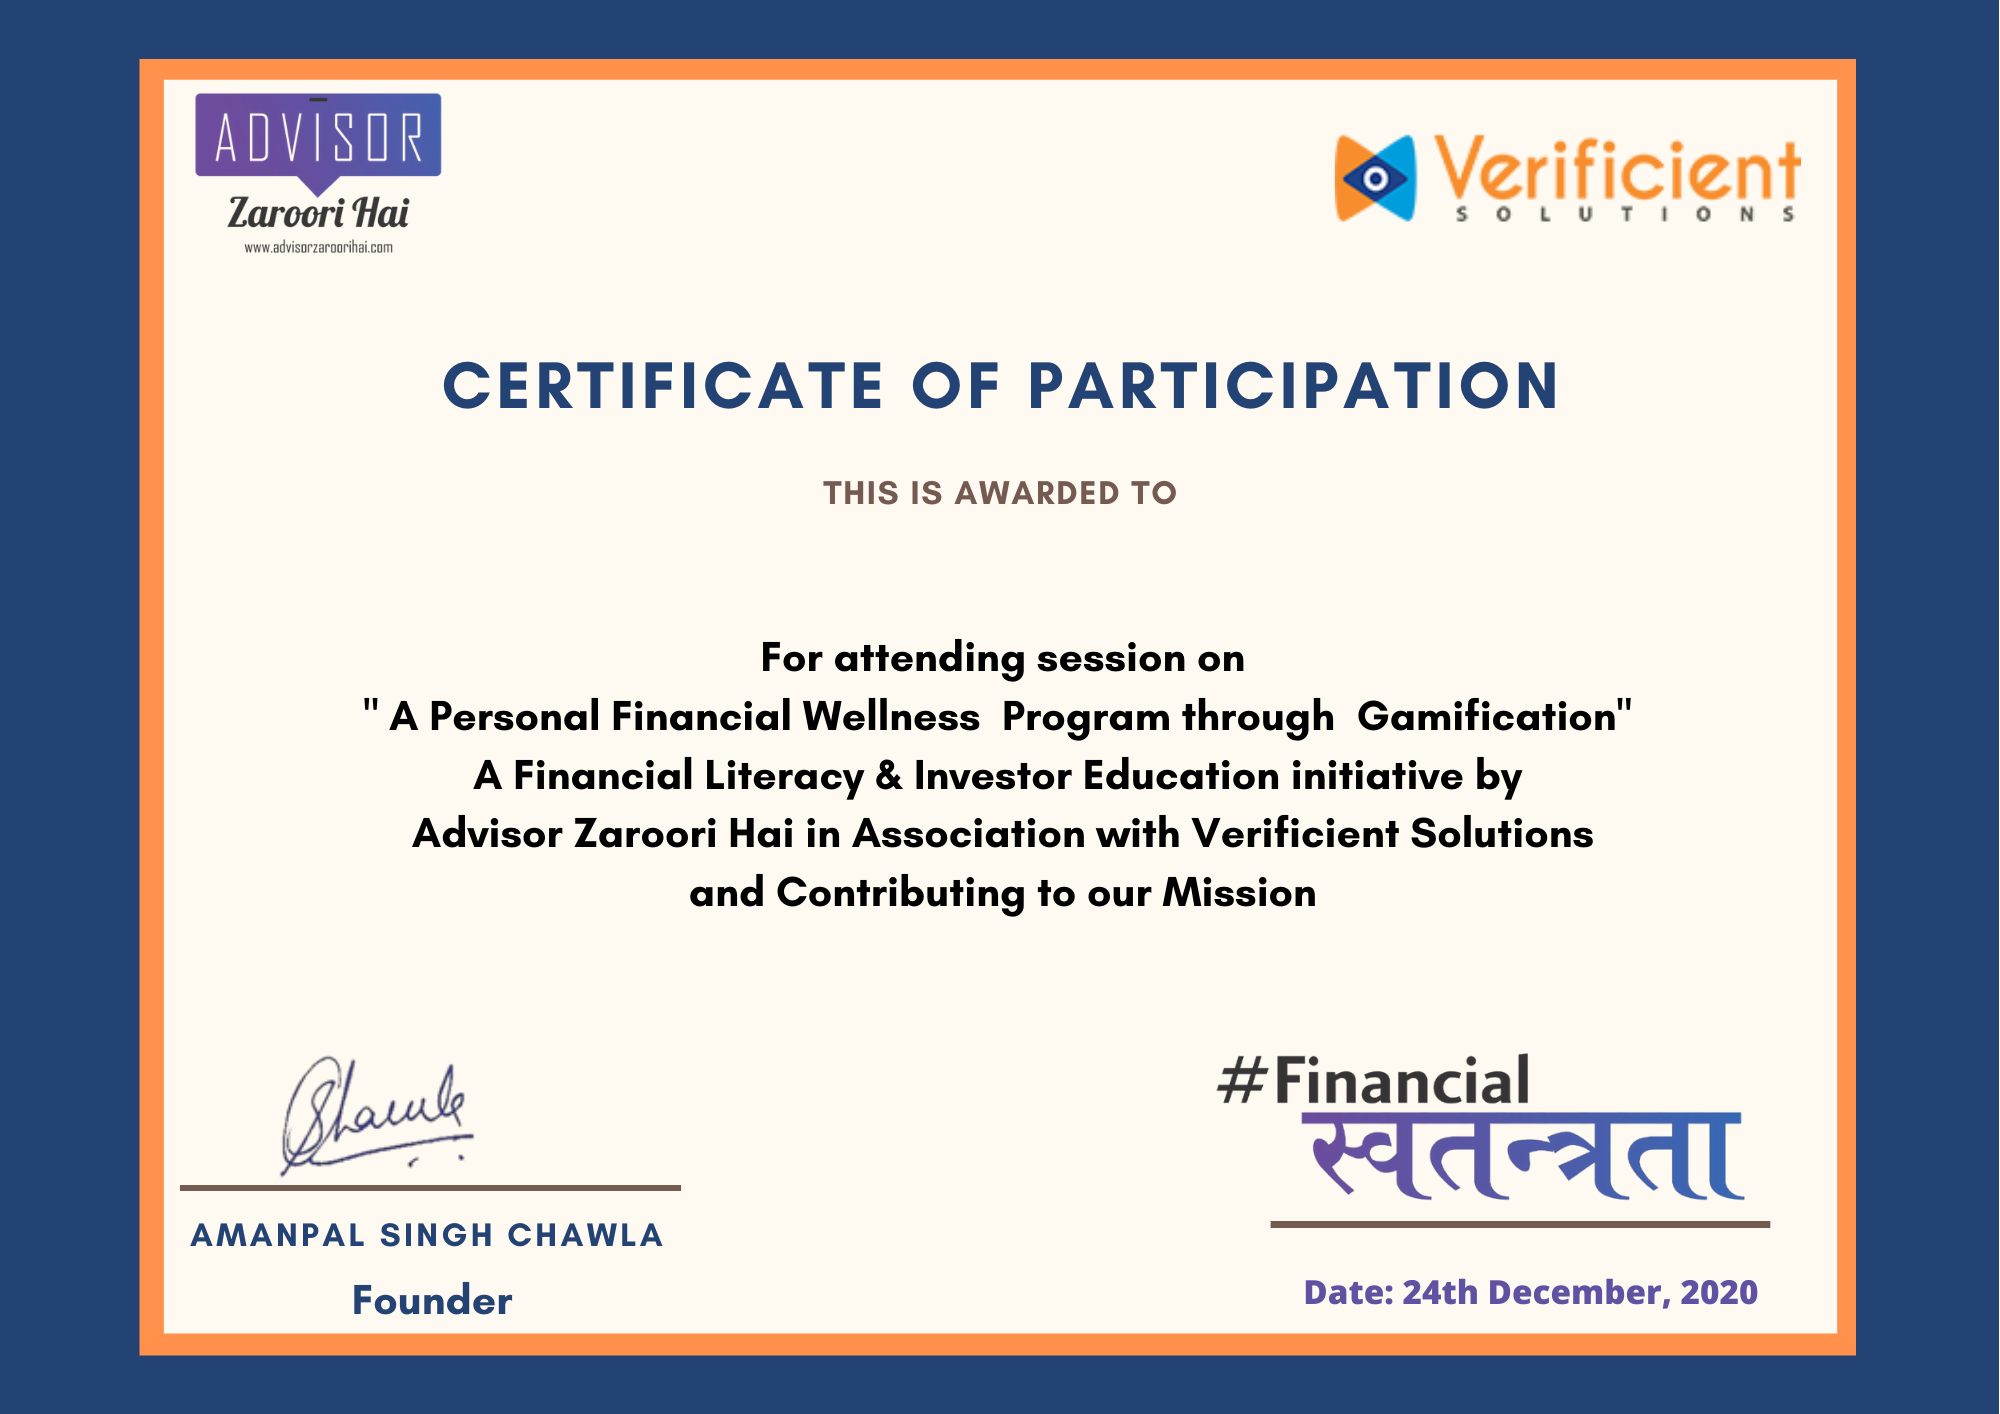 ADVISOR
Zaroori Hai
www.advisorzaroorihai.com
Verificient
SOLUTIONS
CERTIFICATE OF PARTICIPATION
THIS IS AWARDED TO
For attending session on
" A Personal Financial Wellness  Program through  Gamification"
A Financial Literacy & Investor Education initiative by
Advisor Zaroori Hai in Association with Verificient Solutions
and Contributing to our Mission
Chawla
#Financial
स्वतन्त्रता
AMANPAL SINGH CHAWLA
Founder
Date: 24th December, 2020